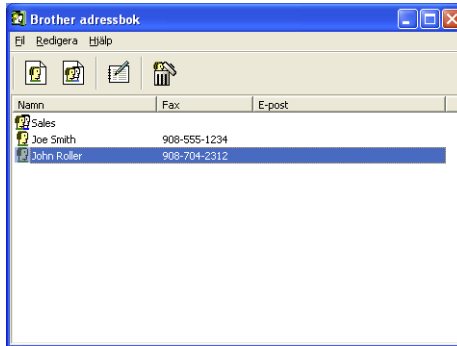 Brother adressbok
Fil Redigera Hjälp
Namn Fax E-post
Sales
Joe Smith 908-555-1234
John Roller 908-704-2312